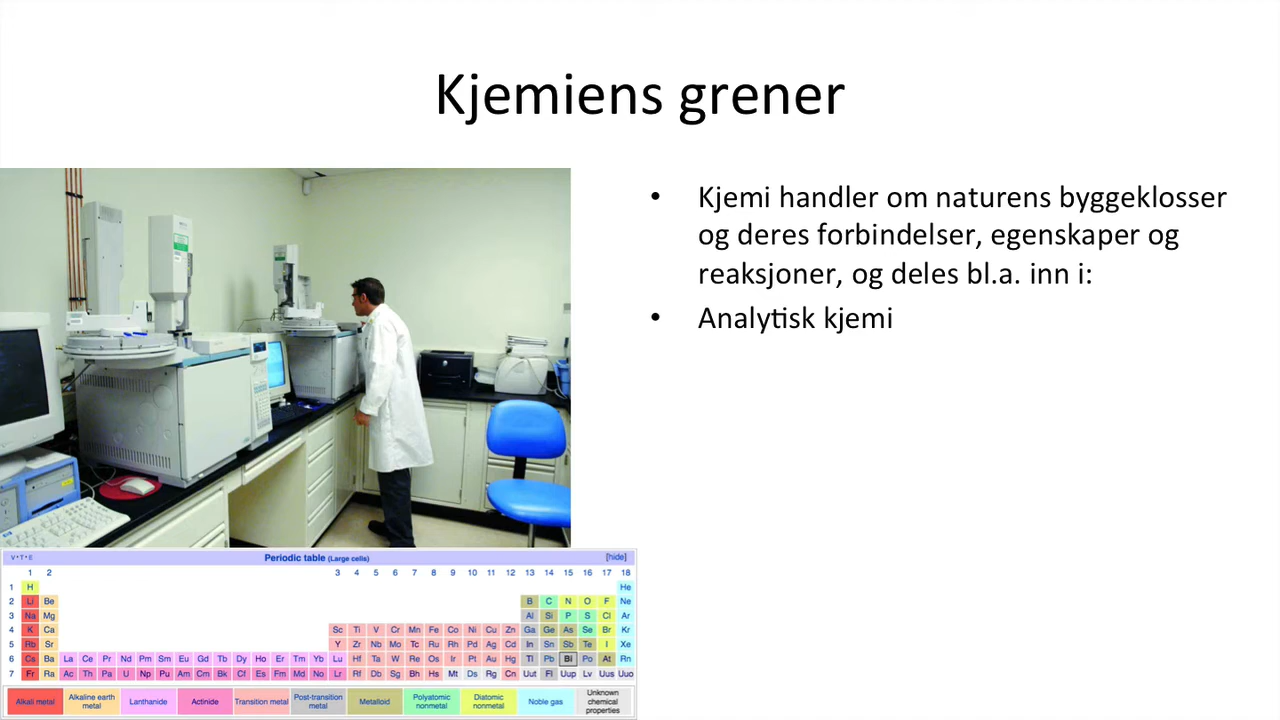 Kjemiens grener
• Kjemi handler om naturens byggeklosser
og deres forbindelser, egenskaper og
reaksjoner, og deles bl.a. inn i:
• Analytisk kjemi
V•T•E Periodic table (Large cells) [hide]
1 2 3 4 5 6 7 8 9 10 11 12 13 14 15 16 17 18
1 H He
2 Li Be B C N O F Ne
3 Na Mg Al Si P S Cl Ar
4 K Ca Sc Ti V Cr Mn Fe Co Ni Cu Zn Ga Ge As Se Br Kr
5 Rb Sr Y Zr Nb Mo Tc Ru Rh Pd Ag Cd In Sn Sb Te I Xe
6 Cs Ba La Ce Pr Nd Pm Sm Eu Gd Tb Dy Ho Er Tm Yb Lu Hf Ta W Re Os Ir Pt Au Hg Tl Pb Bi Po At Rn
7 Fr Ra Ac Th Pa U Np Pu Am Cm Bk Cf Es Fm Md No Lr Rf Db Sg Bh Hs Mt Ds Rg Cn Uut Fl Uup Lv Uus Uuo
Alkali metal
Alkaline earth metal
Lanthanide
Actinide
Transition metal
Post-transition metal
Metalloid
Polyatomic nonmetal
Diatomic nonmetal
Noble gas
Unknown chemical properties